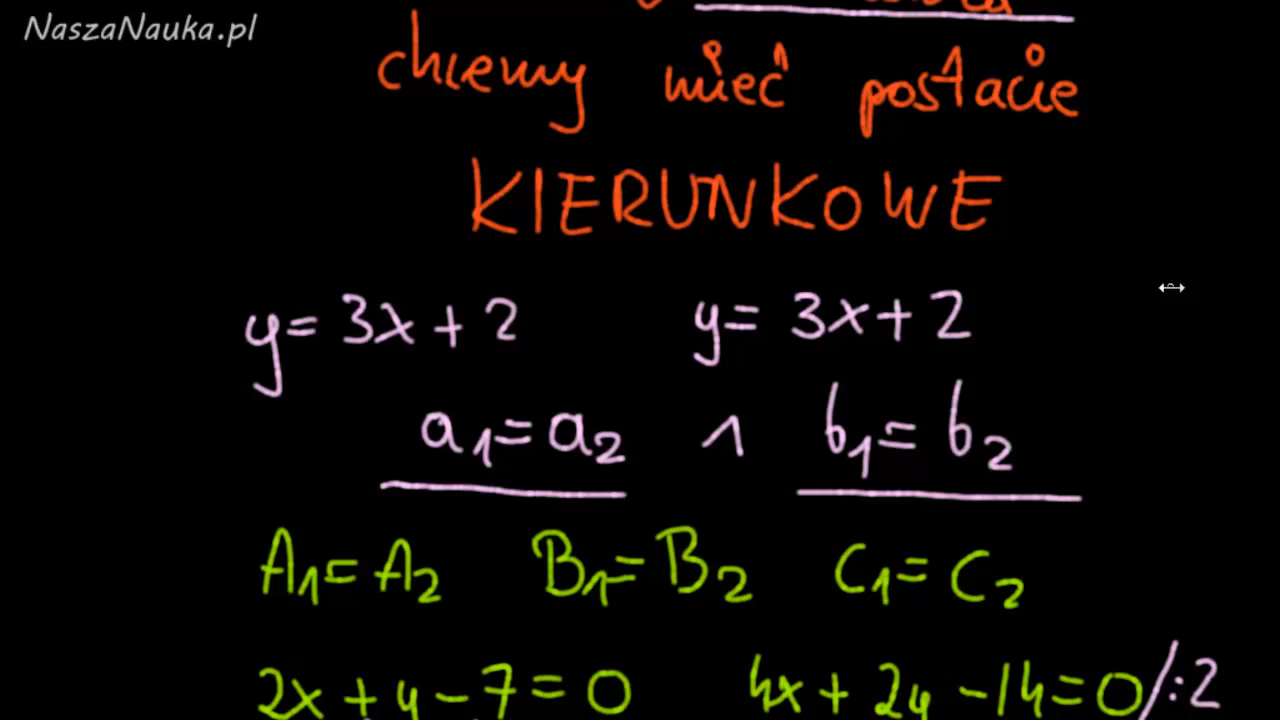 NaszaNauka.pl
chcemy mieć postacie
KIERUNKOWE
y = 3x + 2 y = 3x + 2
a₁ = a₂ ∧ b₁ = b₂
A₁ = A₂ B₁ = B₂ C₁ = C₂
2x + y - 7 = 0 4x + 2y - 14 = 0 /:2